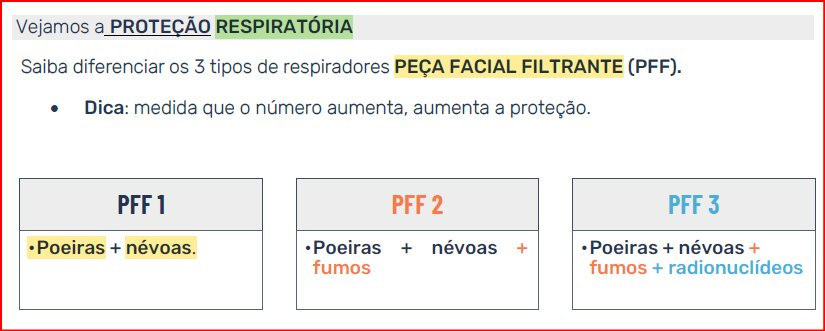 Vejamos a PROTEÇÃO RESPIRATÓRIA
Saiba diferenciar os 3 tipos de respiradores PEÇA FACIAL FILTRANTE (PFF).
• Dica: medida que o número aumenta, aumenta a proteção.
PFF 1
•Poeiras + névoas.
PFF 2
•Poeiras + névoas +
fumos
PFF 3
•Poeiras + névoas +
fumos + radionuclídeos